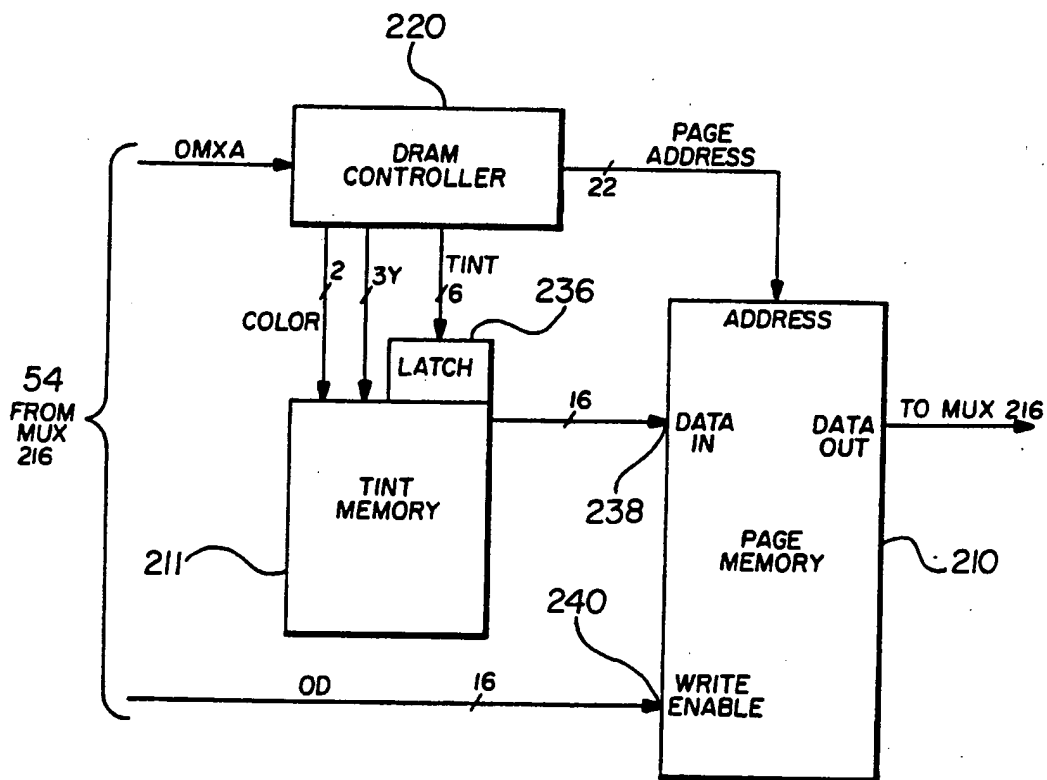 220
OMXA
DRAM
CONTROLLER
PAGE
ADDRESS
22
2
3Y
TINT
6
236
COLOR
LATCH
ADDRESS
54
FROM
MUX
216
16
DATA
IN
DATA
OUT
TO MUX 216
TINT
MEMORY
238
PAGE
MEMORY
211
210
240
OD
16
WRITE
ENABLE